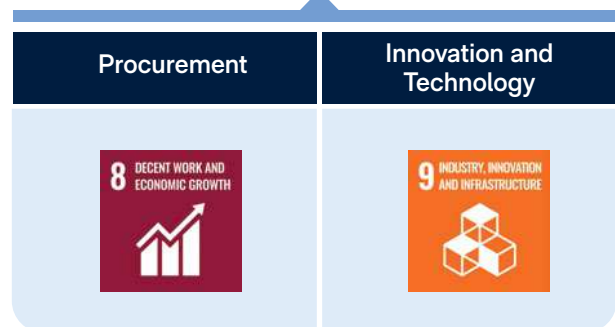 Procurement
Innovation and
Technology
8 DECENT WORK AND
ECONOMIC GROWTH
9 INDUSTRY, INNOVATION
AND INFRASTRUCTURE